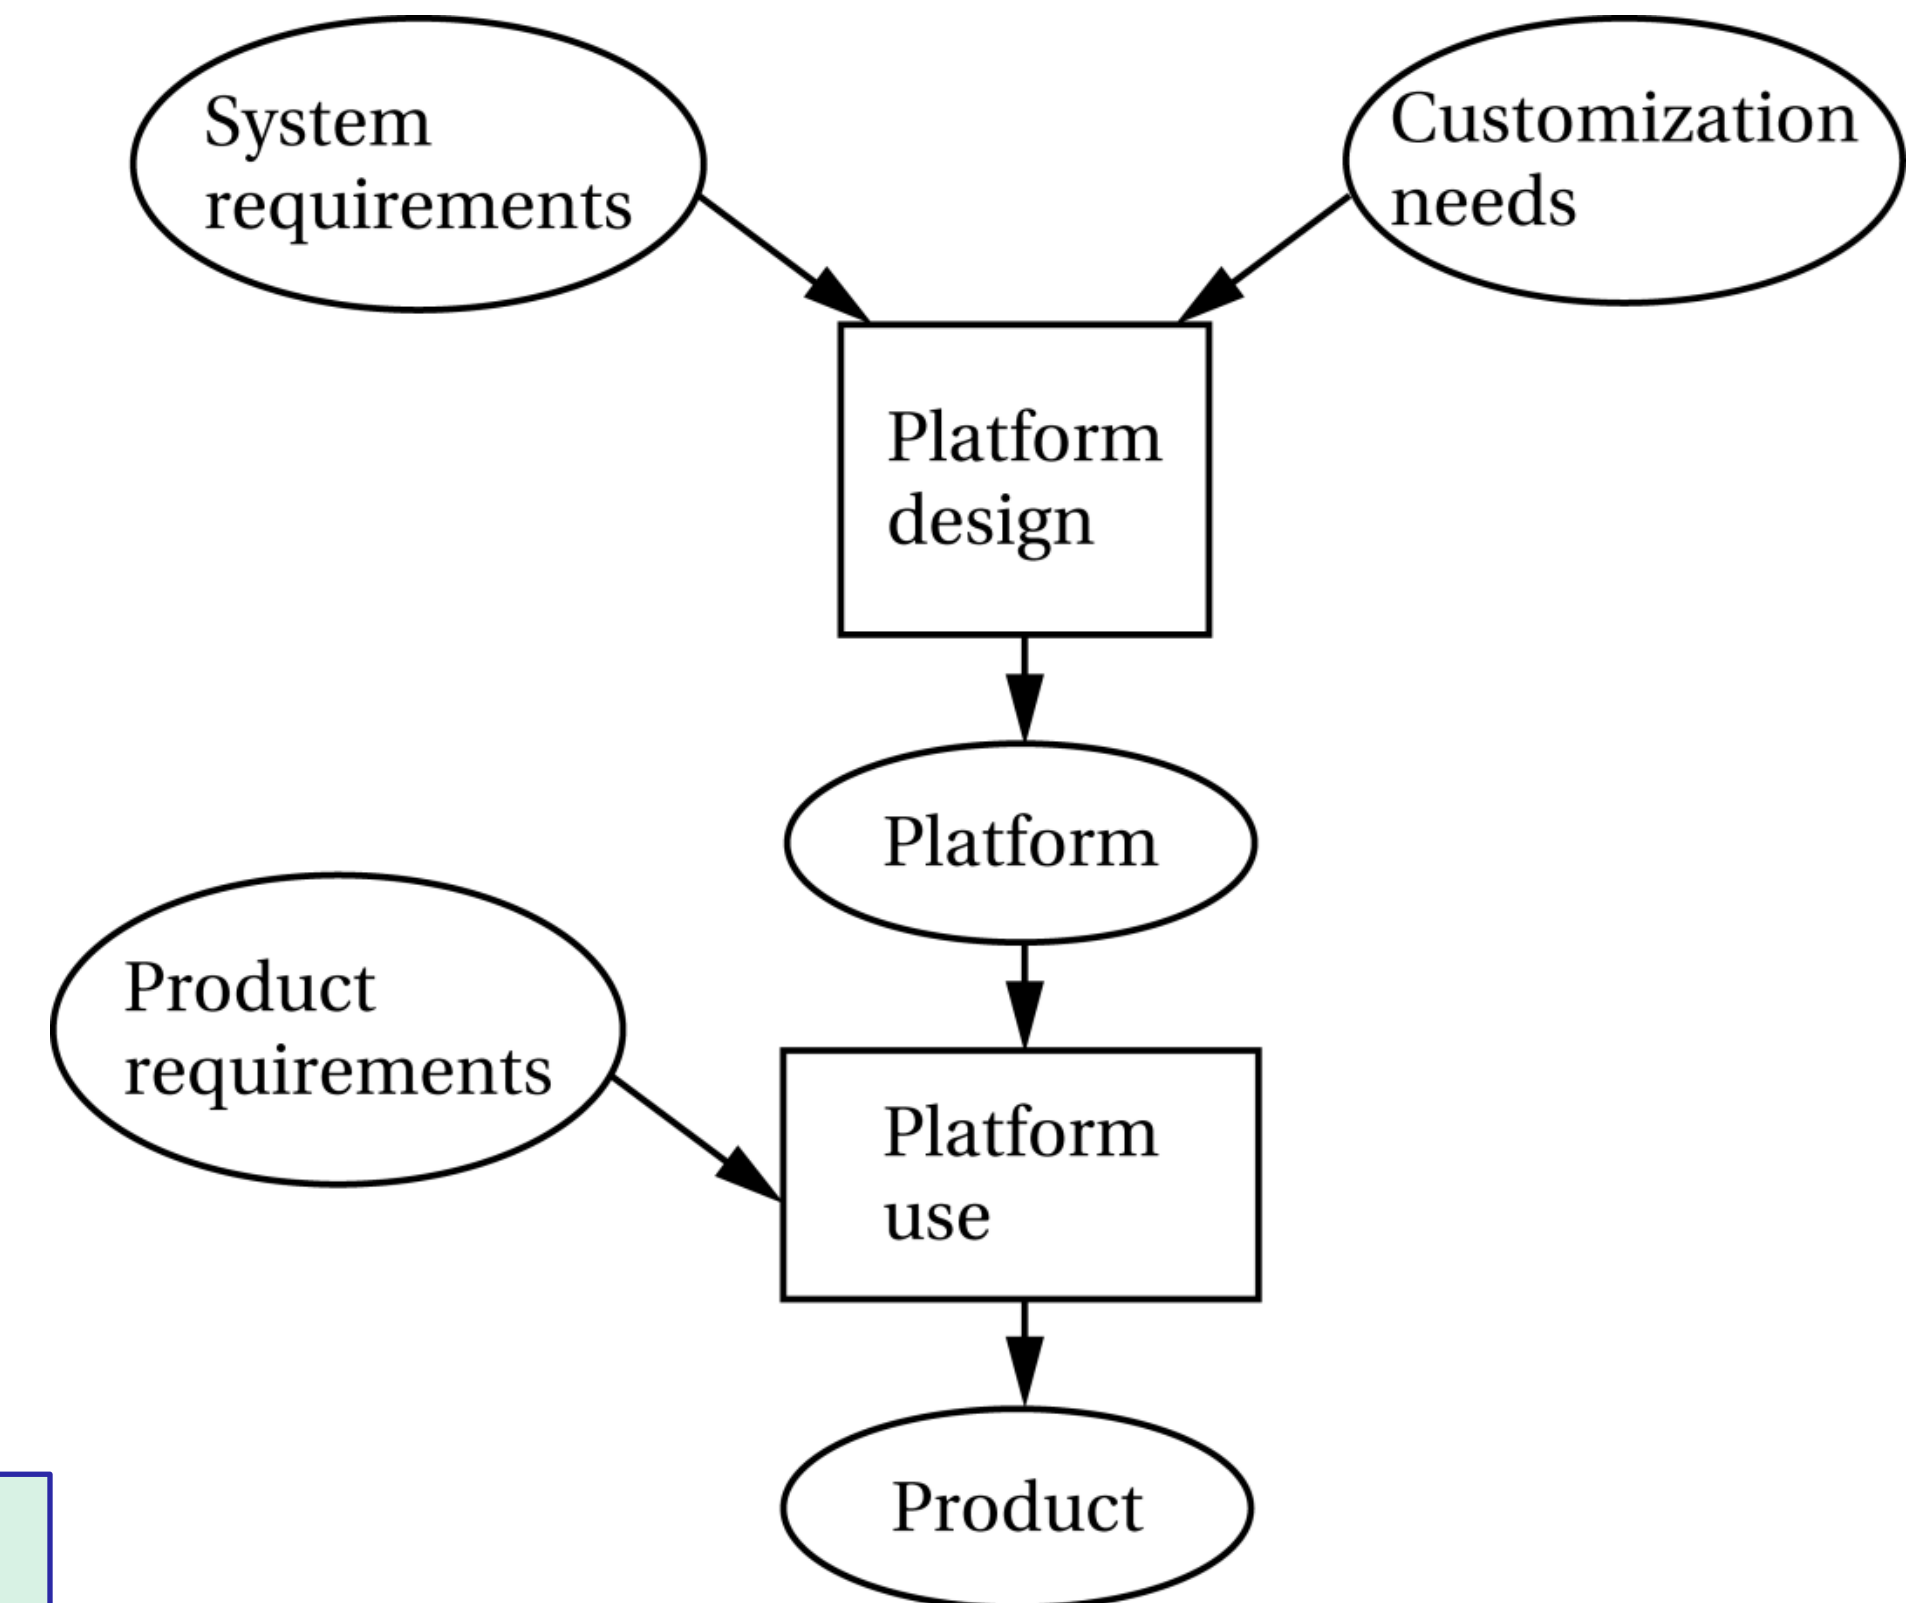 System
requirements
Customization
needs
Platform
design
Platform
Product
requirements
Platform
use
Product